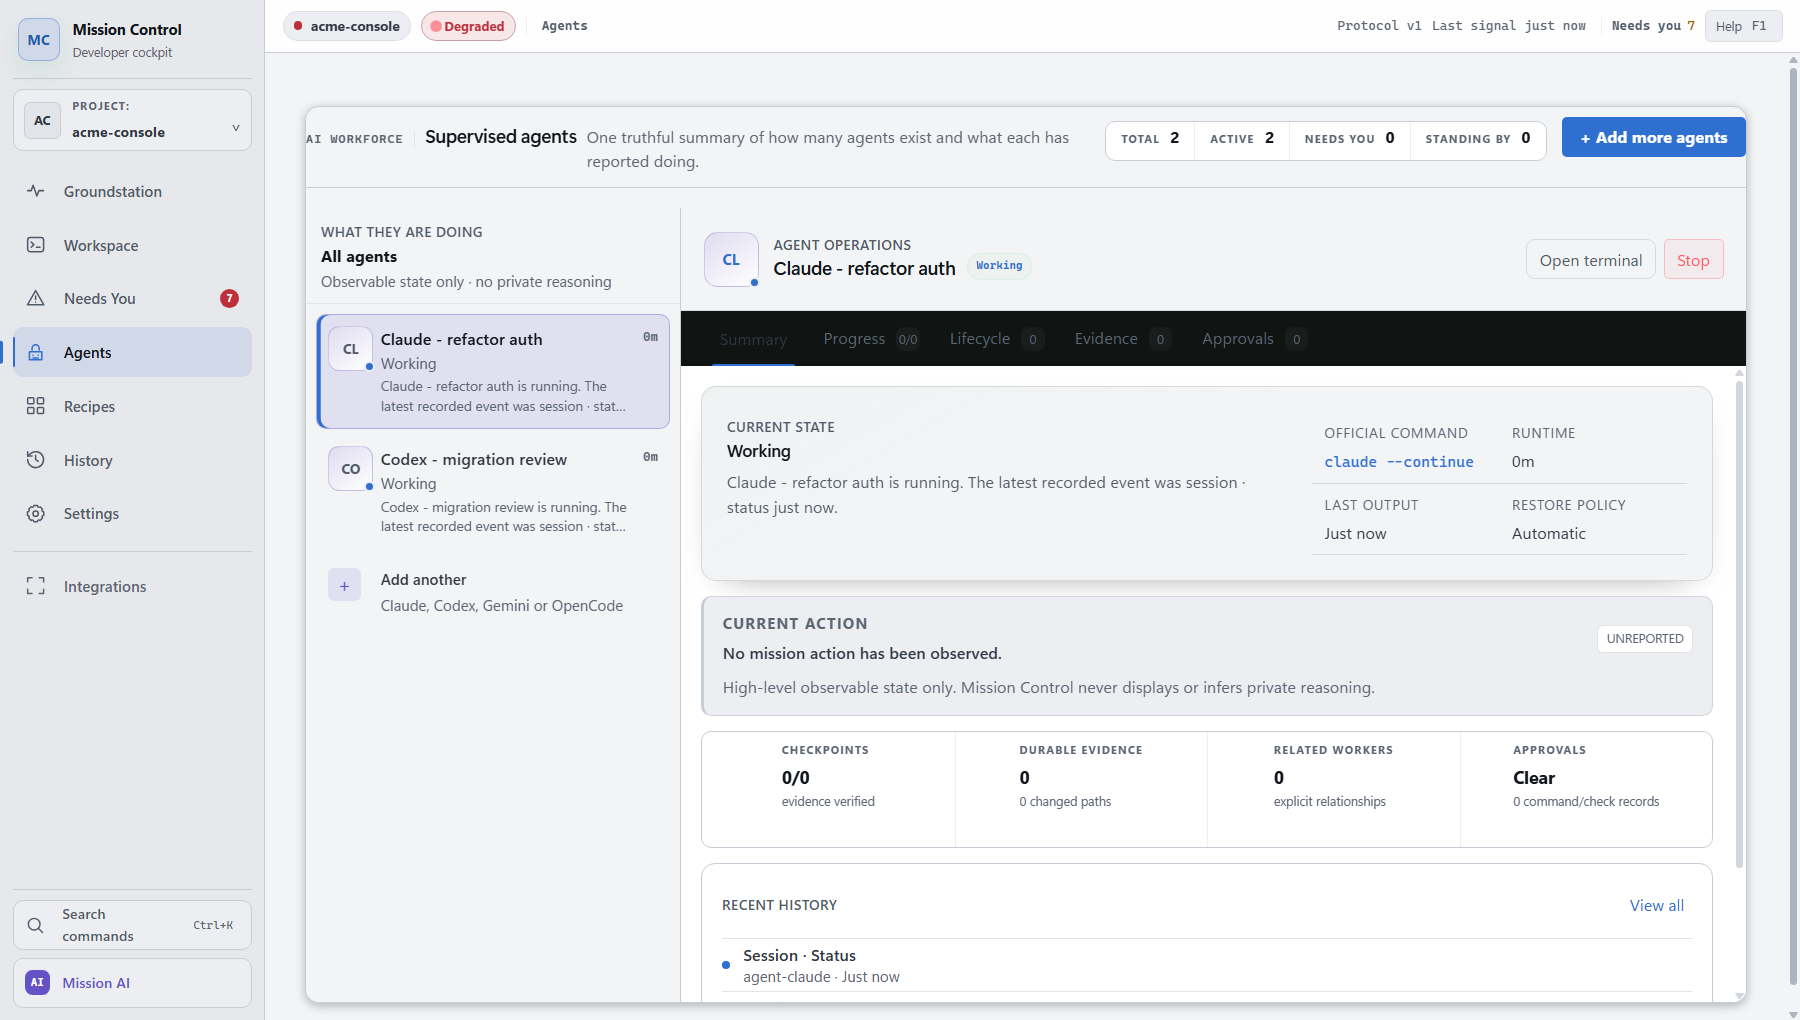 MC
Mission Control
Developer cockpit
AC
PROJECT:
acme-console
v
Groundstation
Workspace
Needs You
7
Agents
Recipes
History
Settings
Integrations
Search
commands
Ctrl+K
AI
Mission AI
acme-console
Degraded
Agents
Protocol v1
Last signal just now
Needs you 7
Help F1
AI WORKFORCE
Supervised agents
One truthful summary of how many agents exist and what each has
reported doing.
TOTAL 2
ACTIVE 2
NEEDS YOU 0
STANDING BY 0
+ Add more agents
WHAT THEY ARE DOING
All agents
Observable state only · no private reasoning
CL
Claude - refactor auth
0m
Working
Claude - refactor auth is running. The
latest recorded event was session · stat...
CO
Codex - migration review
0m
Working
Codex - migration review is running. The
latest recorded event was session · stat...
+
Add another
Claude, Codex, Gemini or OpenCode
CL
AGENT OPERATIONS
Claude - refactor auth
Working
Open terminal
Stop
Summary
Progress 0/0
Lifecycle 0
Evidence 0
Approvals 0
CURRENT STATE
Working
Claude - refactor auth is running. The latest recorded event was session ·
status just now.
OFFICIAL COMMAND
claude --continue
RUNTIME
0m
LAST OUTPUT
Just now
RESTORE POLICY
Automatic
CURRENT ACTION
No mission action has been observed.
High-level observable state only. Mission Control never displays or infers private reasoning.
UNREPORTED
CHECKPOINTS
0/0
evidence verified
DURABLE EVIDENCE
0
0 changed paths
RELATED WORKERS
0
explicit relationships
APPROVALS
Clear
0 command/check records
RECENT HISTORY
View all
Session · Status
agent-claude · Just now